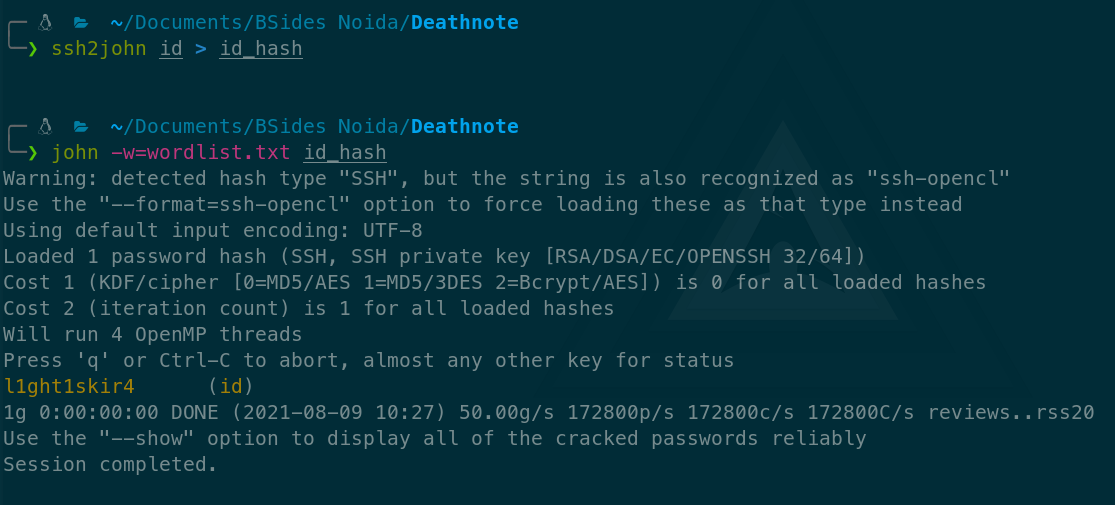 ~/Documents/BSides Noida/Deathnote
❯ ssh2john id > id_hash
~/Documents/BSides Noida/Deathnote
❯ john -w=wordlist.txt id_hash
Warning: detected hash type "SSH", but the string is also recognized as "ssh-opencl"
Use the "--format=ssh-opencl" option to force loading these as that type instead
Using default input encoding: UTF-8
Loaded 1 password hash (SSH, SSH private key [RSA/DSA/EC/OPENSSH 32/64])
Cost 1 (KDF/cipher [0=MD5/AES 1=MD5/3DES 2=Bcrypt/AES]) is 0 for all loaded hashes
Cost 2 (iteration count) is 1 for all loaded hashes
Will run 4 OpenMP threads
Press 'q' or Ctrl-C to abort, almost any other key for status
l1ght1skir4      (id)
1g 0:00:00:00 DONE (2021-08-09 10:27) 50.00g/s 172800p/s 172800c/s 172800C/s reviews..rss20
Use the "--show" option to display all of the cracked passwords reliably
Session completed.